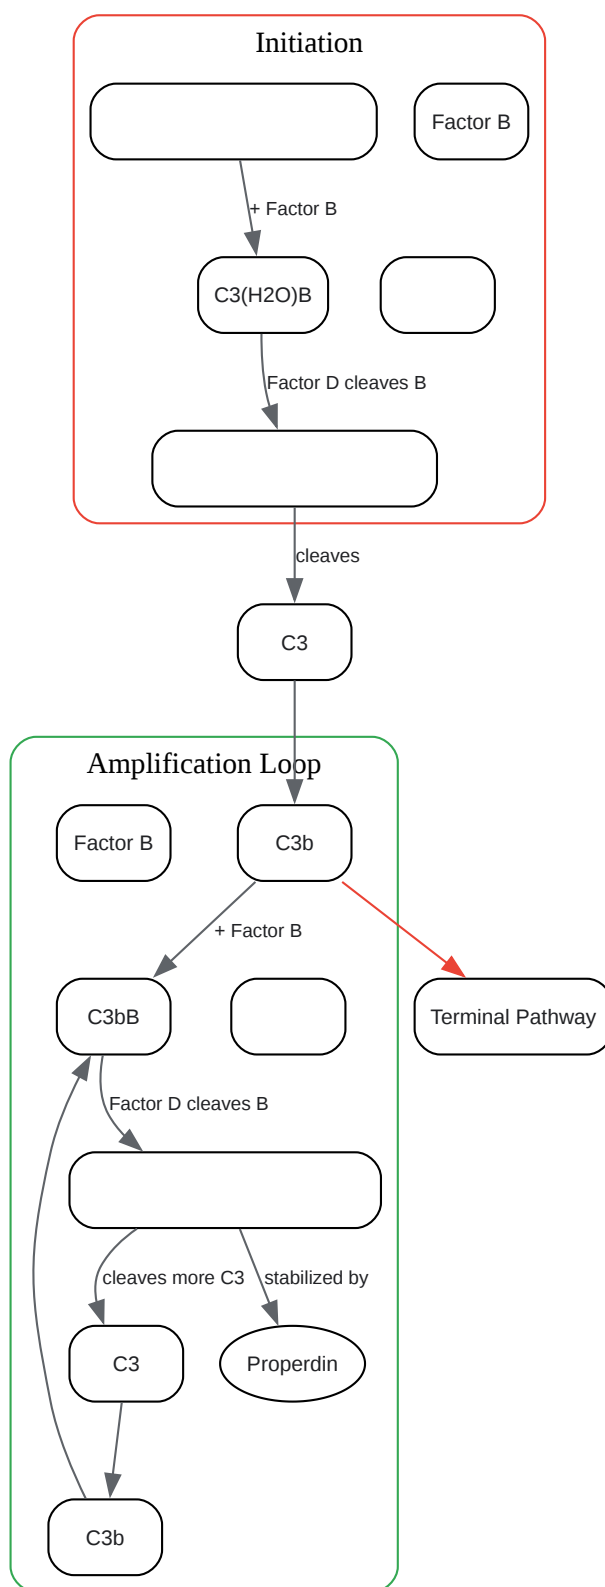 Initiation
Factor B
+ Factor B
C3(H2O)B
Factor D cleaves B
cleaves
C3
Amplification Loop
Factor B
C3b
+ Factor B
C3bB
Terminal Pathway
Factor D cleaves B
cleaves more C3
stabilized by
C3
Properdin
C3b